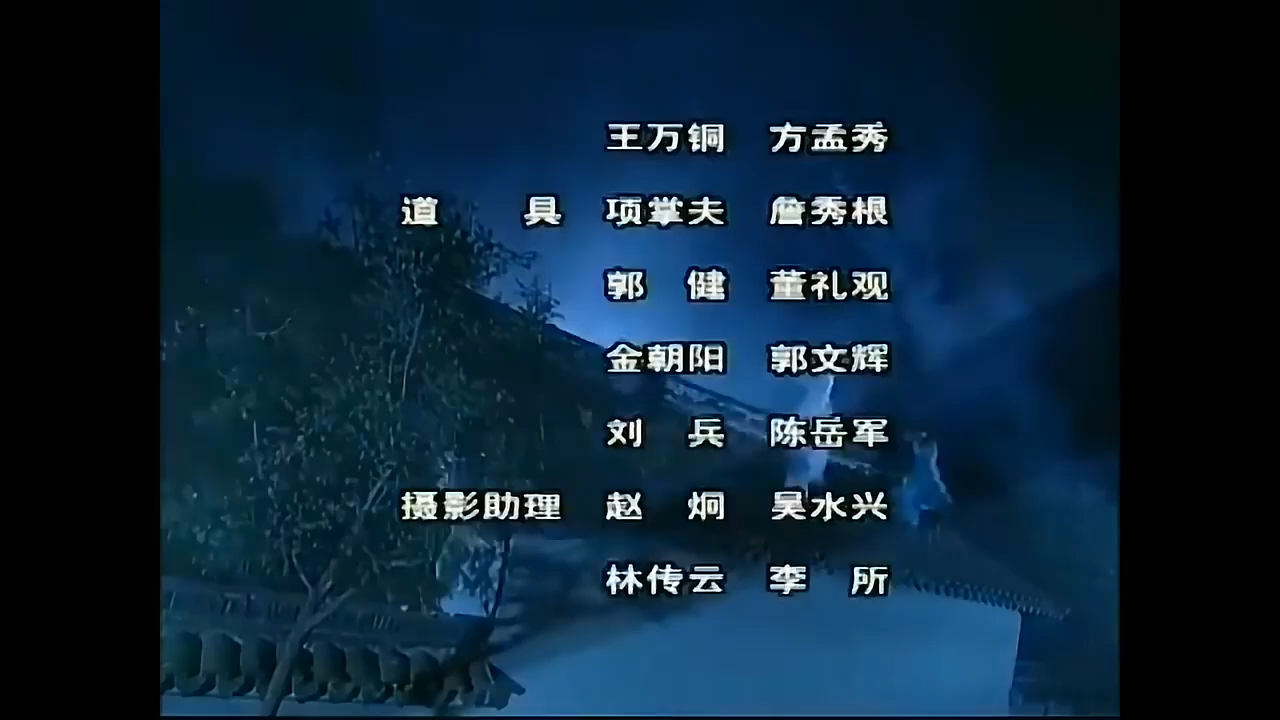 王万铜 方孟秀
道具 项掌夫 詹秀根
郭健 董礼观
金朝阳 郭文辉
刘兵 陈岳军
摄影助理 赵炯 吴水兴
林传云 李所